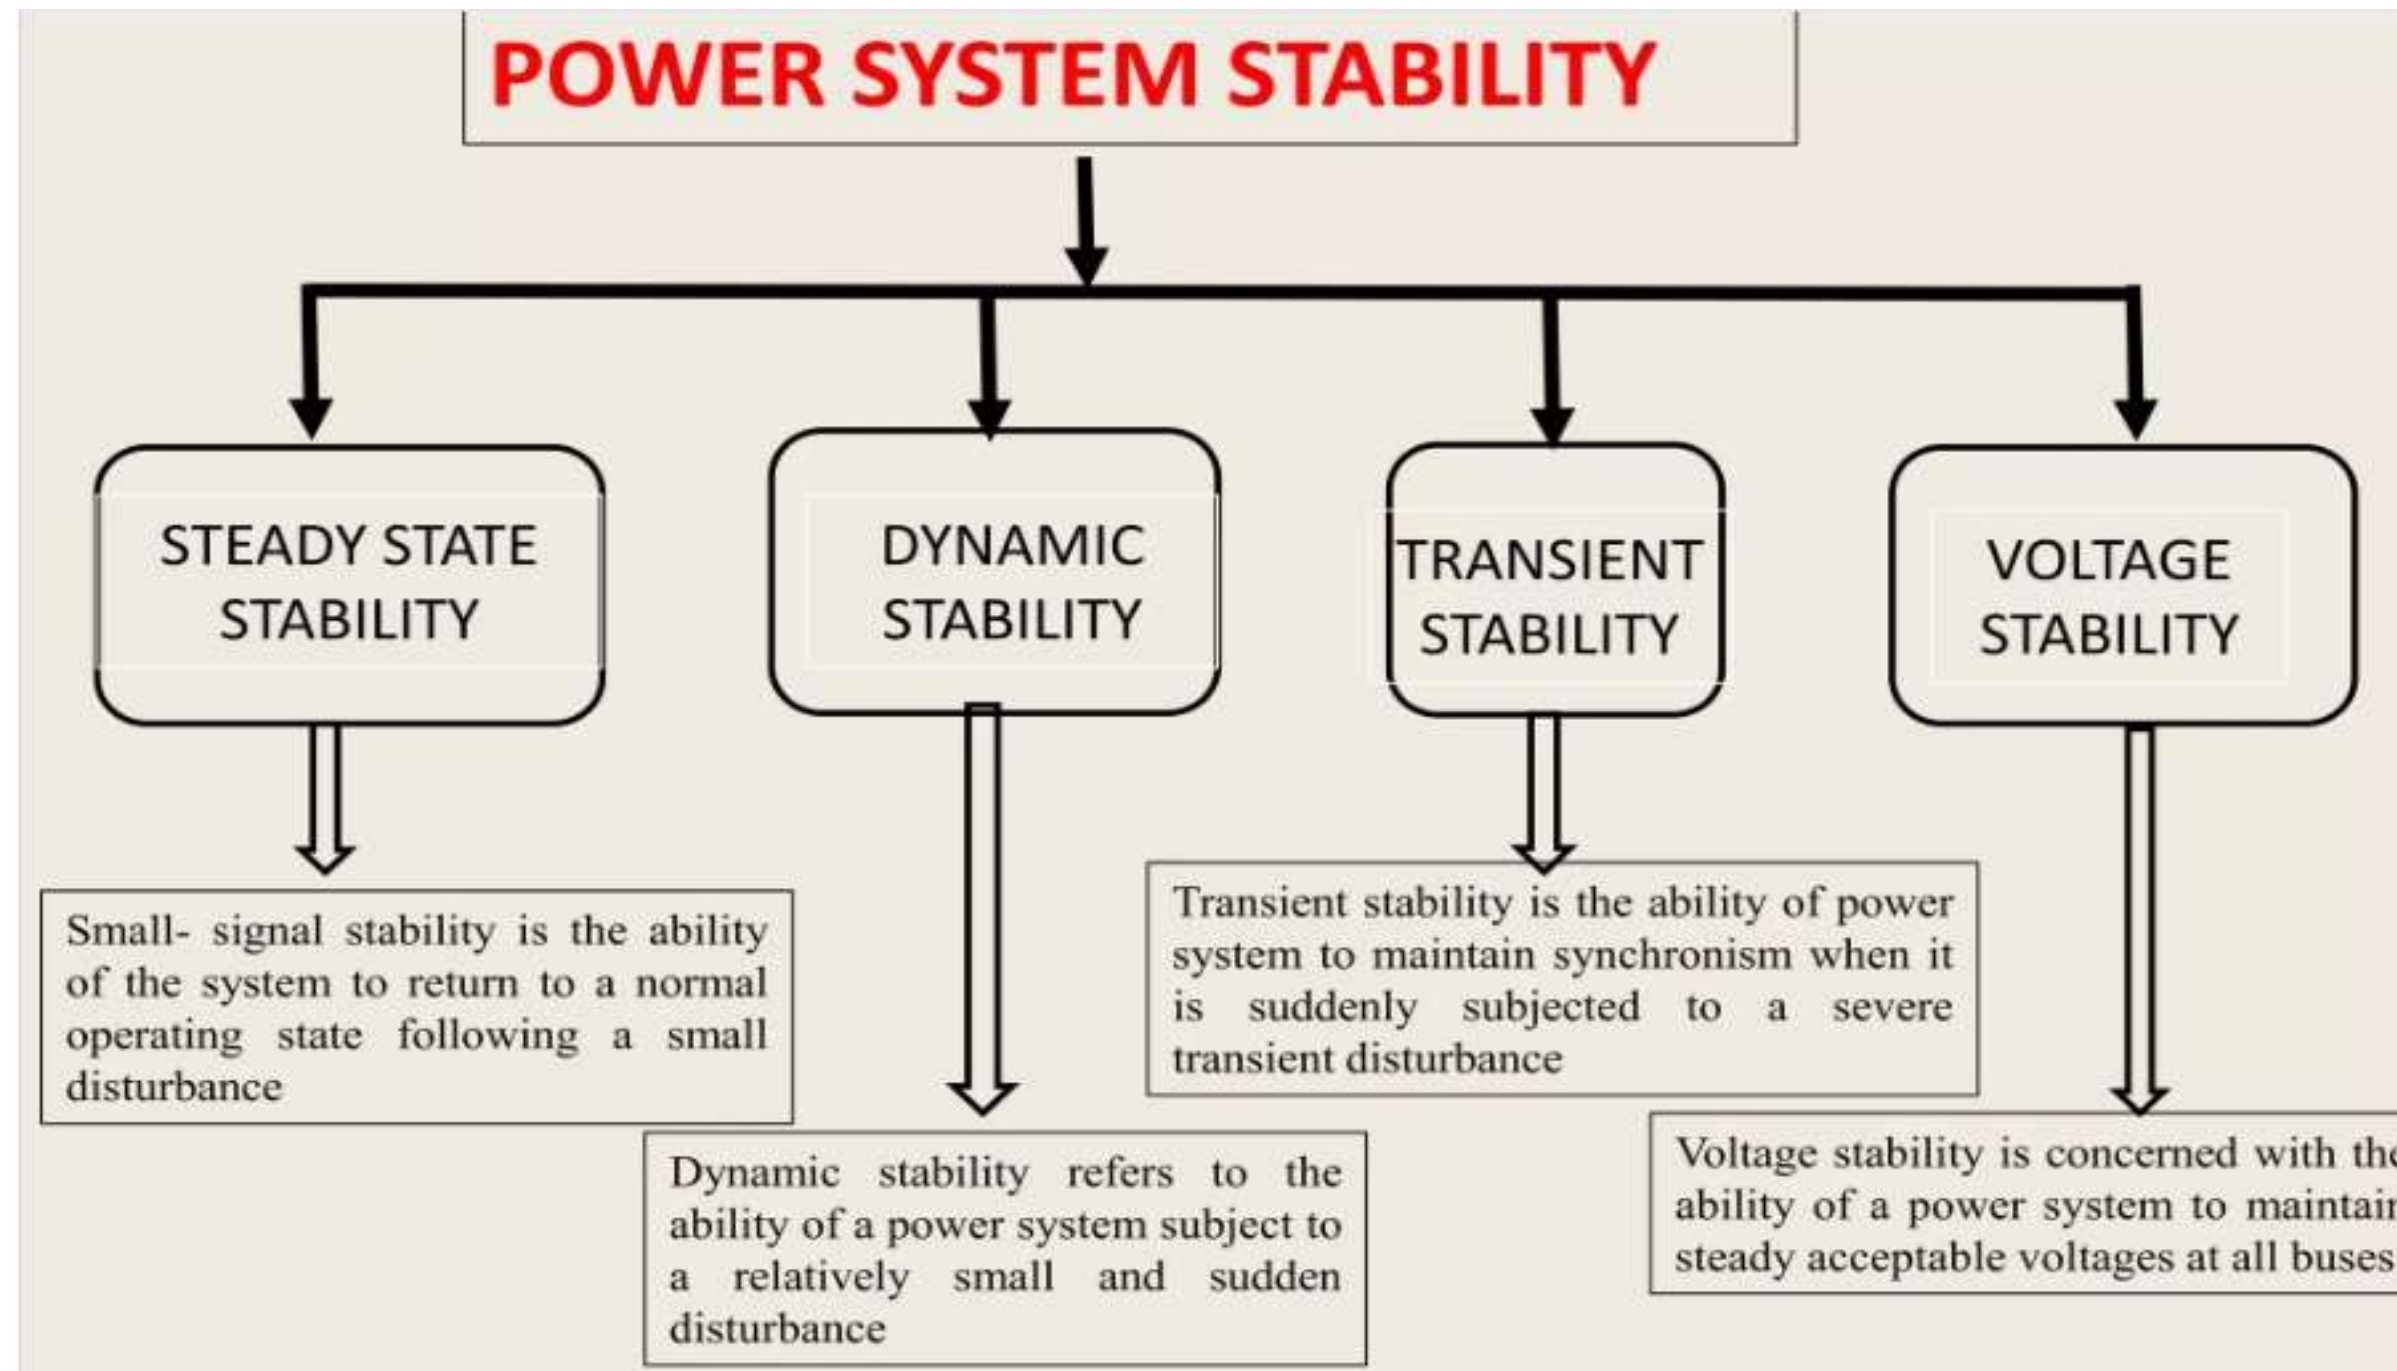 POWER SYSTEM STABILITY
STEADY STATE
STABILITY
DYNAMIC
STABILITY
TRANSIENT
STABILITY
VOLTAGE
STABILITY
Small- signal stability is the ability
of the system to return to a normal
operating state following a small
disturbance
Dynamic stability refers to the
ability of a power system subject to
a relatively small and sudden
disturbance
Transient stability is the ability of power
system to maintain synchronism when it
is suddenly subjected to a severe
transient disturbance
Voltage stability is concerned with the
ability of a power system to maintain
steady acceptable voltages at all buses